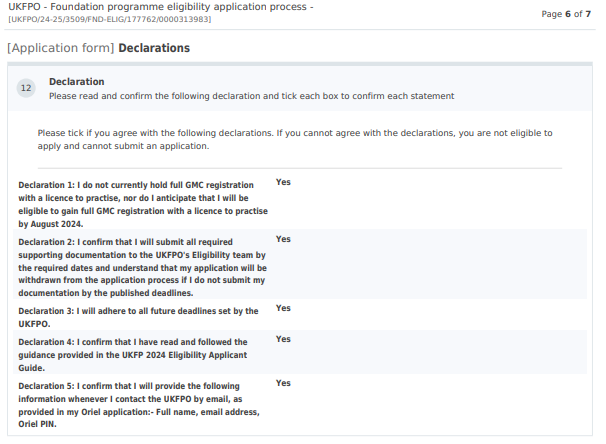 UKFPO - Foundation programme eligibility application process -
[UKFPO/24-25/3509/FND-ELIG/177762/0000313983]
Page 6 of 7
[Application form] Declarations
12
Declaration
Please read and confirm the following declaration and tick each box to confirm each statement
Please tick if you agree with the following declarations. If you cannot agree with the declarations, you are not eligible to
apply and cannot submit an application.
Declaration 1: I do not currently hold full GMC registration
with a licence to practise, nor do I anticipate that I will be
eligible to gain full GMC registration with a licence to practise
by August 2024.
Yes
Declaration 2: I confirm that I will submit all required
supporting documentation to the UKFPO's Eligibility team by
the required dates and understand that my application will be
withdrawn from the application process if I do not submit my
documentation by the published deadlines.
Yes
Declaration 3: I will adhere to all future deadlines set by the
UKFPO.
Yes
Declaration 4: I confirm that I have read and followed the
guidance provided in the UKFP 2024 Eligibility Applicant
Guide.
Yes
Declaration 5: I confirm that I will provide the following
information whenever I contact the UKFPO by email, as
provided in my Oriel application:- Full name, email address,
Oriel PIN.
Yes